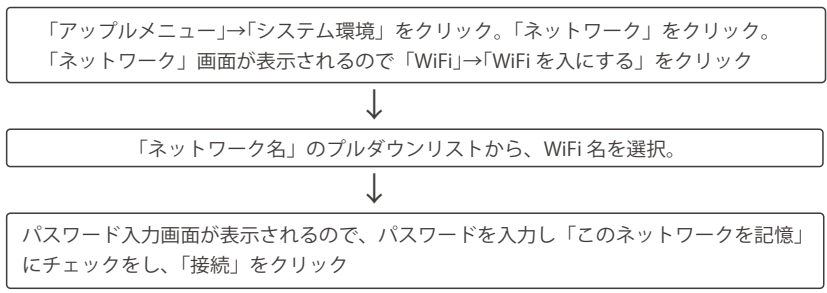 「アップルメニュー」→「システム環境」をクリック。「ネットワーク」をクリック。
「ネットワーク」画面が表示されるので「WiFi」→「WiFi を入にする」をクリック
↓
「ネットワーク名」のプルダウンリストから、WiFi 名を選択。
↓
パスワード入力画面が表示されるので、パスワードを入力し「このネットワークを記憶」
にチェックをし、「接続」をクリック